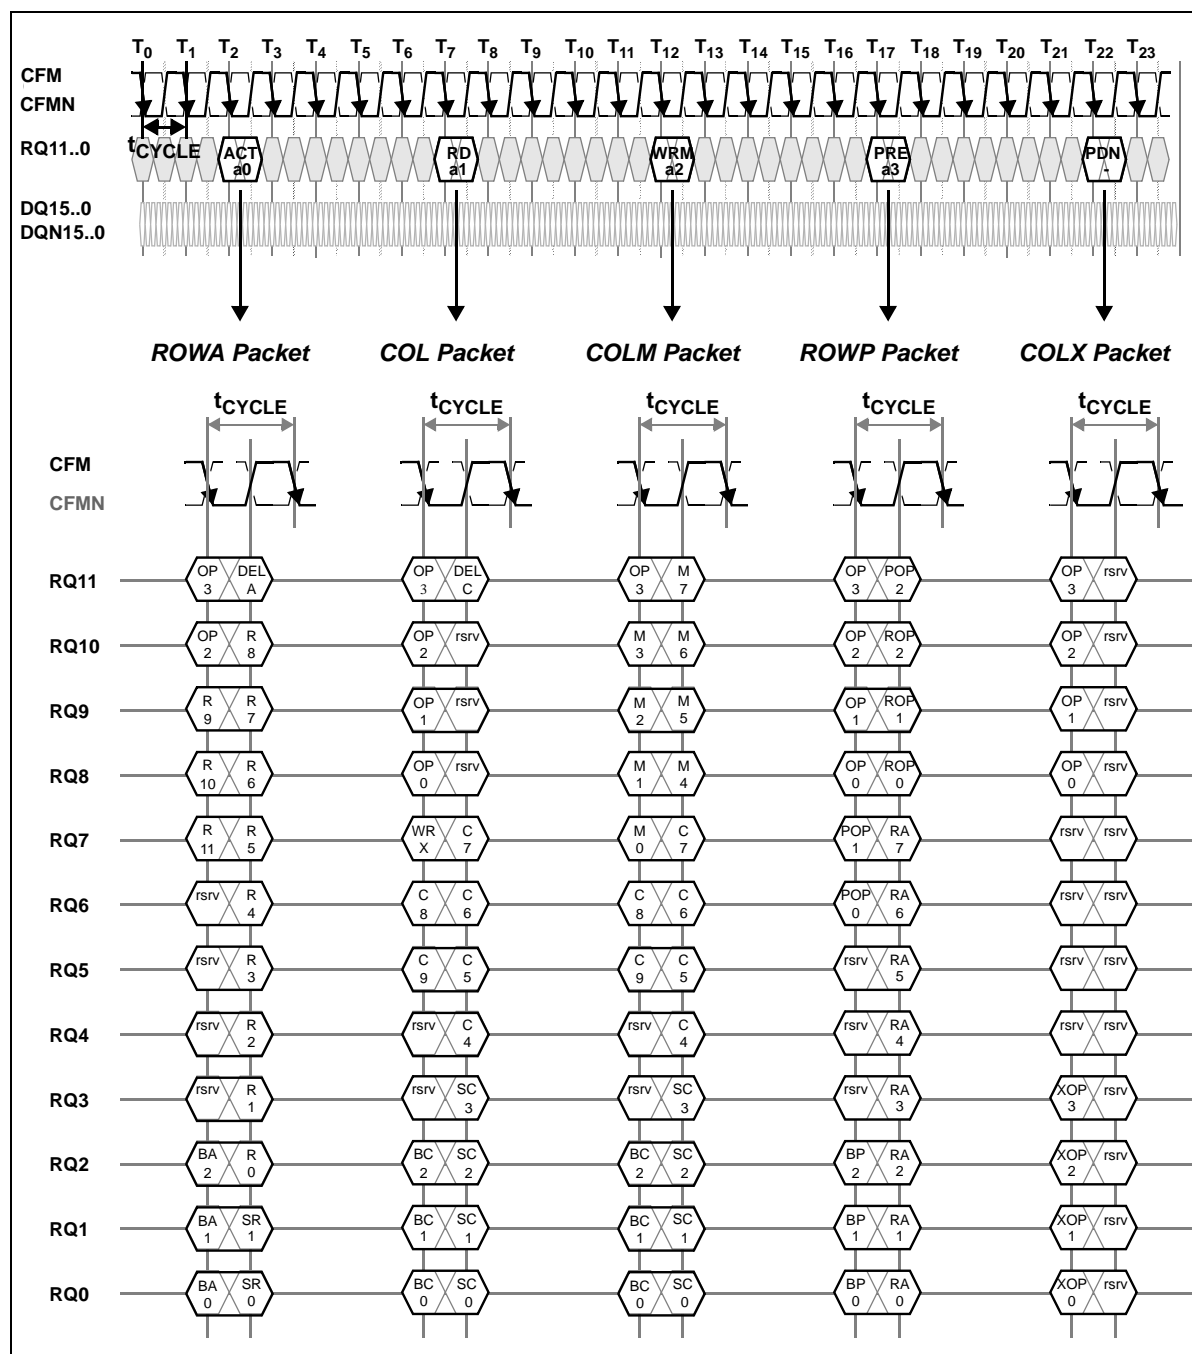 T0 T1 T2 T3 T4 T5 T6 T7 T8 T9 T10 T11 T12 T13 T14 T15 T16 T17 T18 T19 T20 T21 T22 T23
CFM
CFMN
tCYCLE
RQ11..0 ACT RD WRM PRE PDN
a0 a1 a2 a3 -
DQ15..0
DQN15..0
ROWA Packet COL Packet COLM Packet ROWP Packet COLX Packet
tCYCLE tCYCLE tCYCLE tCYCLE tCYCLE
CFM
CFMN
RQ11 OP 3 DEL A OP 3 DEL C OP 3 M 7 OP 3 POP 2 OP 3 rsrv
RQ10 OP 2 R 8 OP 2 rsrv M 3 M 6 OP 2 ROP 2 OP 2 rsrv
RQ9 R 9 R 7 OP 1 rsrv M 2 M 5 OP 1 ROP 1 OP 1 rsrv
RQ8 R 10 R 6 OP 0 rsrv M 1 M 4 OP 0 ROP 0 OP 0 rsrv
RQ7 R 11 R 5 WR X C 7 M 0 C 7 POP 1 RA 7 rsrv rsrv
RQ6 rsrv R 4 C 8 C 6 C 8 C 6 POP 0 RA 6 rsrv rsrv
RQ5 rsrv R 3 C 9 C 5 C 9 C 5 rsrv RA 5 rsrv rsrv
RQ4 rsrv R 2 rsrv C 4 rsrv C 4 rsrv RA 4 rsrv rsrv
RQ3 rsrv R 1 rsrv SC 3 rsrv SC 3 rsrv RA 3 XOP 3 rsrv
RQ2 BA 2 R 0 BC 2 SC 2 BC 2 SC 2 BP 2 RA 2 XOP 2 rsrv
RQ1 BA 1 SR 1 BC 1 SC 1 BC 1 SC 1 BP 1 RA 1 XOP 1 rsrv
RQ0 BA 0 SR 0 BC 0 SC 0 BC 0 SC 0 BP 0 RA 0 XOP 0 rsrv